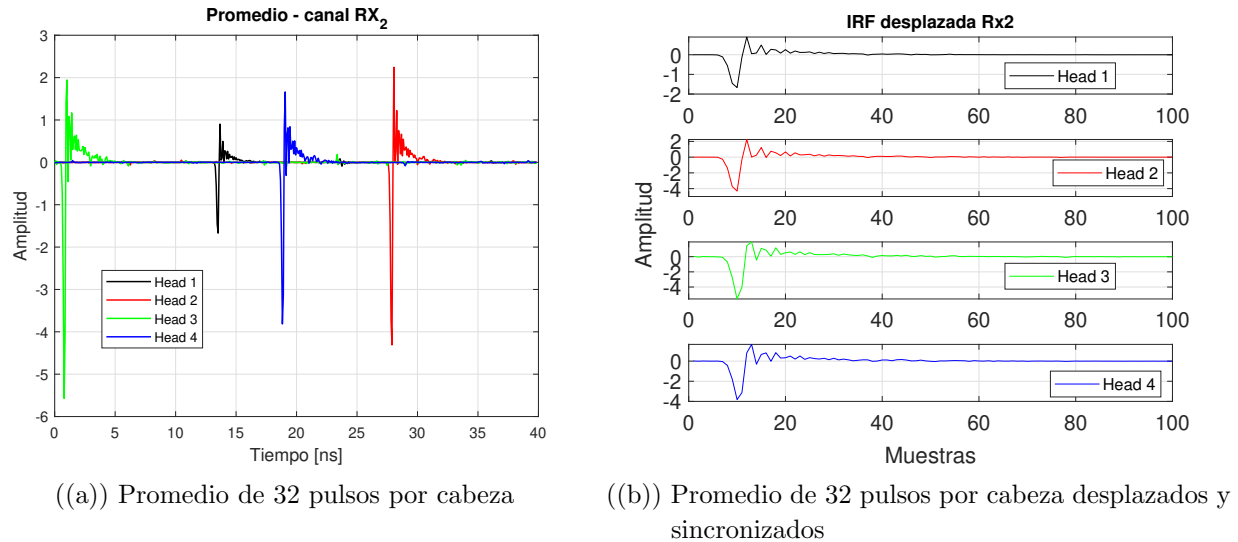 Promedio - canal RX2
3
2
1
0
-1
-2
-3
-4
-5
-6
Amplitud
Head 1
Head 2
Head 3
Head 4
0 5 10 15 20 25 30 35 40
Tiempo [ns]
((a)) Promedio de 32 pulsos por cabeza
IRF desplazada Rx2
Amplitud
0
-1
-2
Head 1
0 20 40 60 80 100
2
0
-2
-4
Head 2
0 20 40 60 80 100
0
-2
-4
Head 3
0 20 40 60 80 100
0
-2
-4
Head 4
0 20 40 60 80 100
Muestras
((b)) Promedio de 32 pulsos por cabeza desplazados y
sincronizados